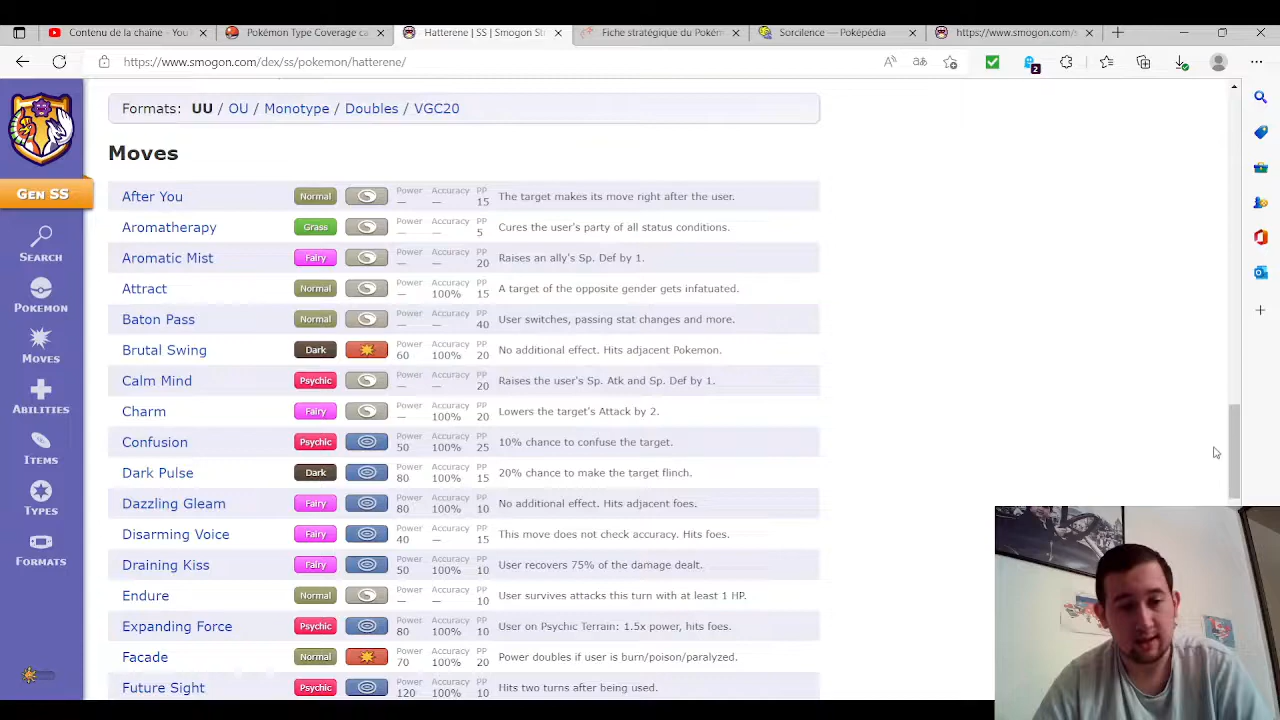 Contenu de la chaîne - You
Pokémon Type Coverage ca
Hatterene | SS | Smogon St
Fiche stratégique du Pokém
Sorcilence — Poképédia
https://www.smogon.com/s
https://www.smogon.com/dex/ss/pokemon/hatterene/
2
Formats: UU / OU / Monotype / Doubles / VGC20
Moves
Gen SS
SEARCH
POKEMON
MOVES
ABILITIES
ITEMS
TYPES
FORMATS
After You Normal Power — Accuracy — PP 15 The target makes its move right after the user.
Aromatherapy Grass Power — Accuracy — PP 5 Cures the user's party of all status conditions.
Aromatic Mist Fairy Power — Accuracy — PP 20 Raises an ally's Sp. Def by 1.
Attract Normal Power — Accuracy 100% PP 15 A target of the opposite gender gets infatuated.
Baton Pass Normal Power — Accuracy — PP 40 User switches, passing stat changes and more.
Brutal Swing Dark Power 60 Accuracy 100% PP 20 No additional effect. Hits adjacent Pokemon.
Calm Mind Psychic Power — Accuracy — PP 20 Raises the user's Sp. Atk and Sp. Def by 1.
Charm Fairy Power — Accuracy 100% PP 20 Lowers the target's Attack by 2.
Confusion Psychic Power 50 Accuracy 100% PP 25 10% chance to confuse the target.
Dark Pulse Dark Power 80 Accuracy 100% PP 15 20% chance to make the target flinch.
Dazzling Gleam Fairy Power 80 Accuracy 100% PP 10 No additional effect. Hits adjacent foes.
Disarming Voice Fairy Power 40 Accuracy — PP 15 This move does not check accuracy. Hits foes.
Draining Kiss Fairy Power 50 Accuracy 100% PP 10 User recovers 75% of the damage dealt.
Endure Normal Power — Accuracy — PP 10 User survives attacks this turn with at least 1 HP.
Expanding Force Psychic Power 80 Accuracy 100% PP 10 User on Psychic Terrain: 1.5x power, hits foes.
Facade Normal Power 70 Accuracy 100% PP 20 Power doubles if user is burn/poison/paralyzed.
Future Sight Psychic Power 120 Accuracy 100% PP 10 Hits two turns after being used.